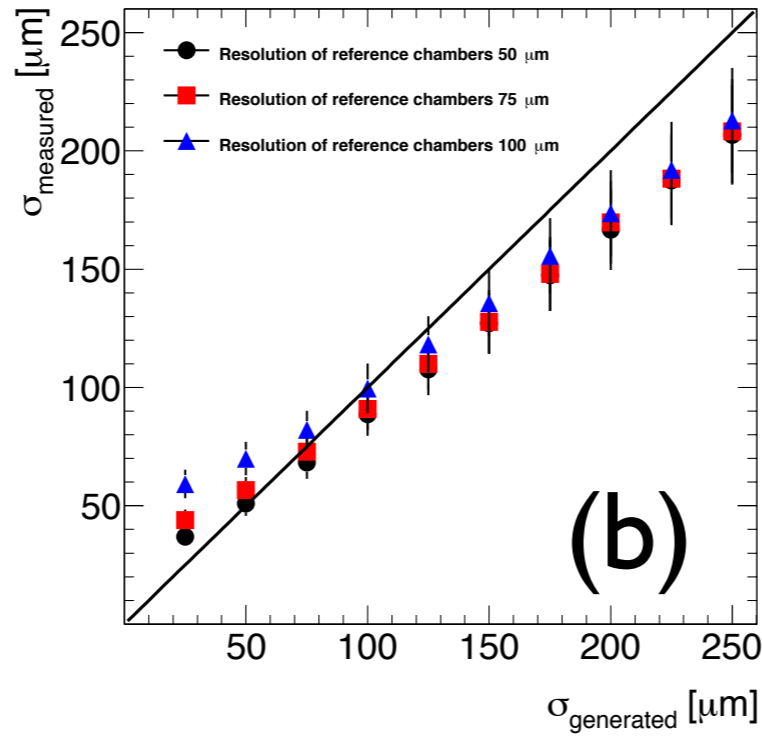 σmeasured [μm]
250
200
150
100
50
Resolution of reference chambers 50 μm
Resolution of reference chambers 75 μm
Resolution of reference chambers 100 μm
(b)
50 100 150 200 250
σgenerated [μm]